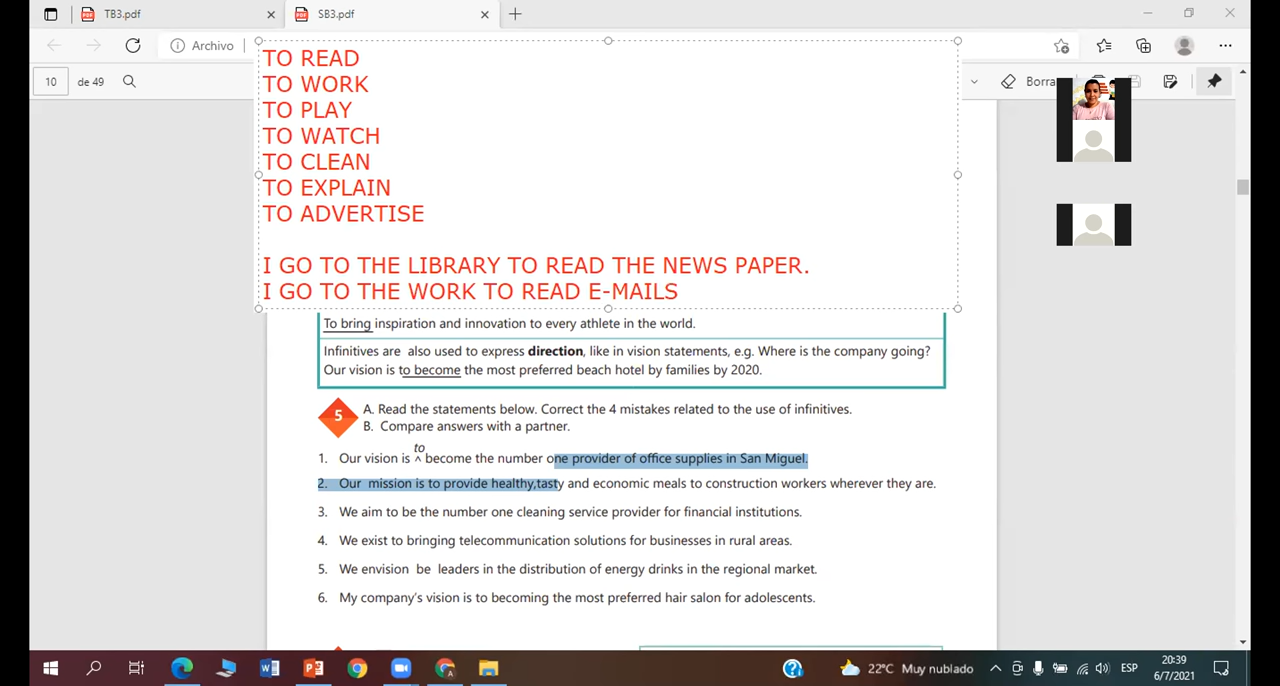 TB3.pdf
SB3.pdf
Archivo
TO READ
TO WORK
TO PLAY
TO WATCH
TO CLEAN
TO EXPLAIN
TO ADVERTISE
I GO TO THE LIBRARY TO READ THE NEWS PAPER.
I GO TO THE WORK TO READ E-MAILS
10
de 49
Borra
To bring inspiration and innovation to every athlete in the world.
Infinitives are also used to express direction, like in vision statements, e.g. Where is the company going?
Our vision is to become the most preferred beach hotel by families by 2020.
5
A. Read the statements below. Correct the 4 mistakes related to the use of infinitives.
B. Compare answers with a partner.
to
1. Our vision is ^ become the number one provider of office supplies in San Miguel.
2. Our mission is to provide healthy,tasty and economic meals to construction workers wherever they are.
3. We aim to be the number one cleaning service provider for financial institutions.
4. We exist to bringing telecommunication solutions for businesses in rural areas.
5. We envision be leaders in the distribution of energy drinks in the regional market.
6. My company's vision is to becoming the most preferred hair salon for adolescents.
22°C Muy nublado
ESP
20:39
6/7/2021